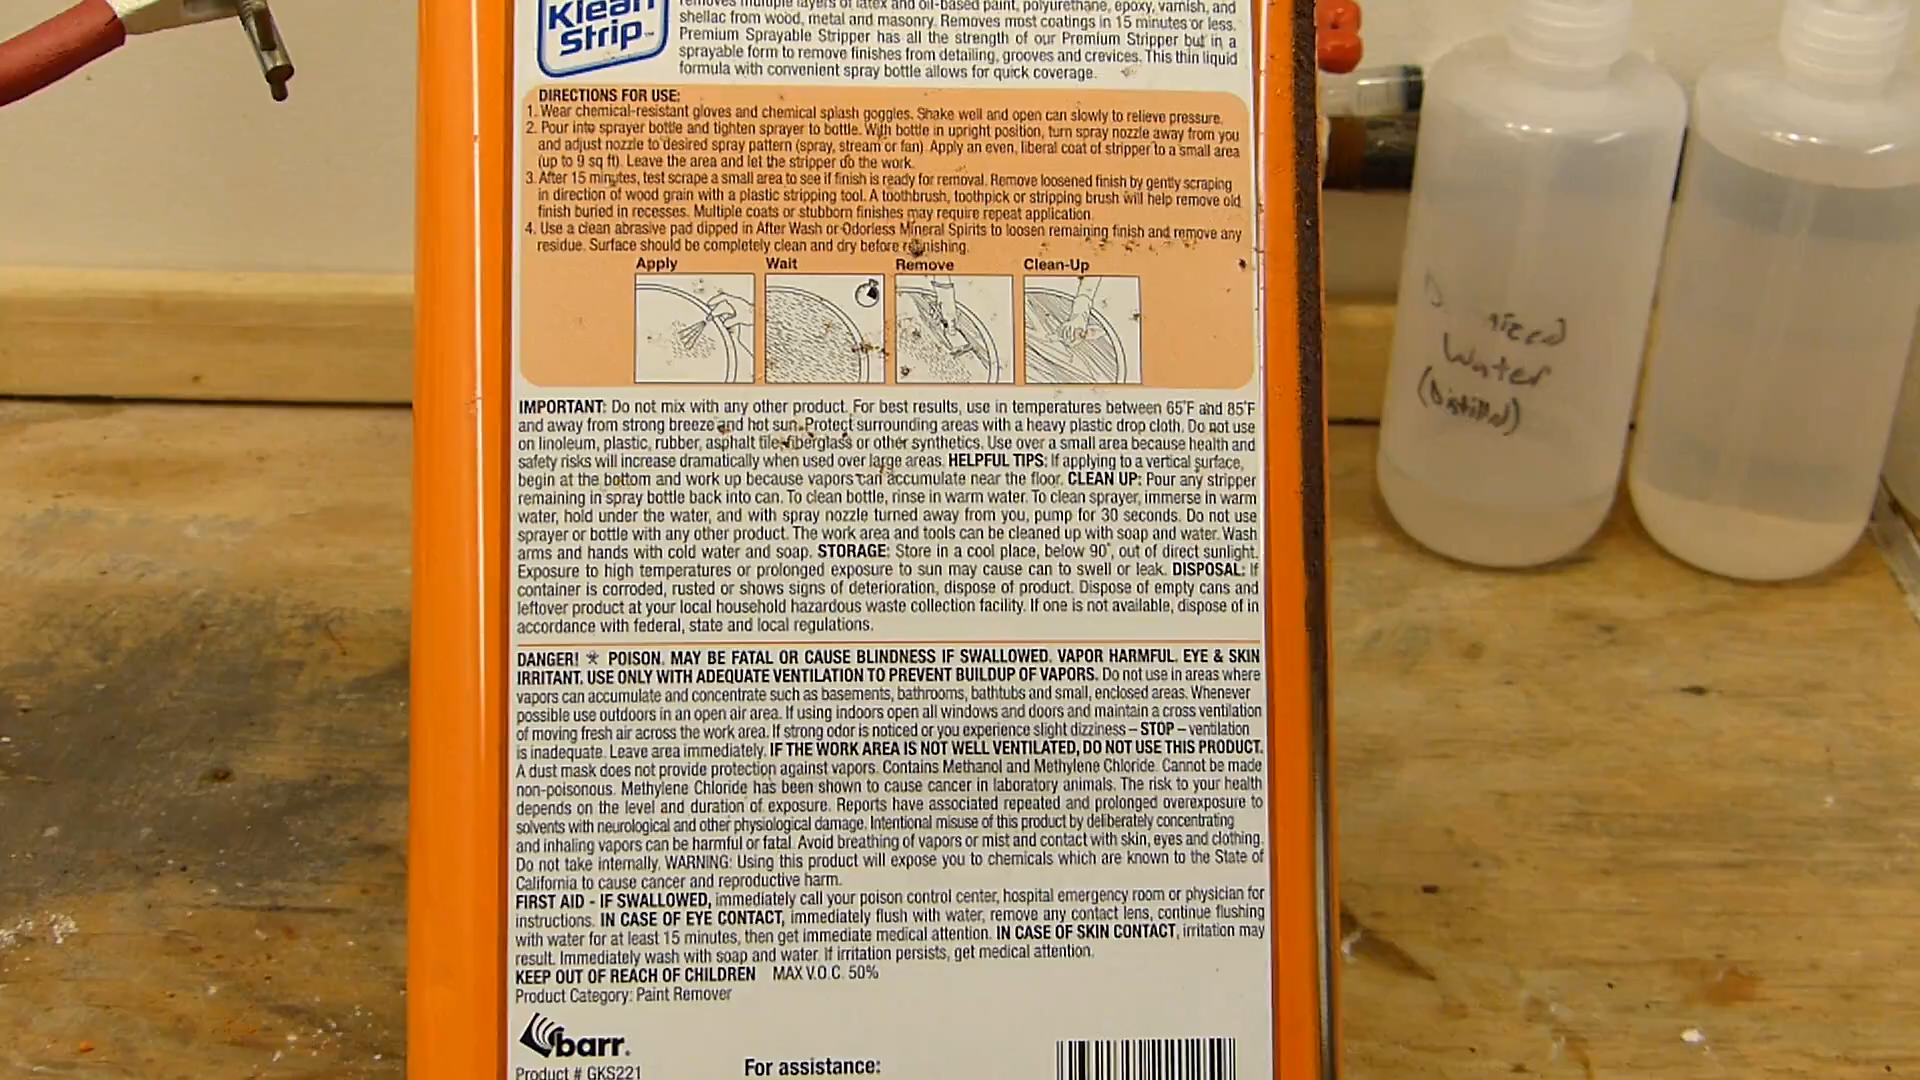 Klean
Strip™
removes multiple layers of latex and oil-based paint, polyurethane, epoxy, varnish, and
shellac from wood, metal and masonry. Removes most coatings in 15 minutes or less.
Premium Sprayable Stripper has all the strength of our Premium Stripper but in a
sprayable form to remove finishes from detailing, grooves and crevices. This thin liquid
formula with convenient spray bottle allows for quick coverage.
DIRECTIONS FOR USE:
1. Wear chemical-resistant gloves and chemical splash goggles. Shake well and open can slowly to relieve pressure.
2. Pour into sprayer bottle and tighten sprayer to bottle. With bottle in upright position, turn spray nozzle away from you
and adjust nozzle to desired spray pattern (spray, stream or fan). Apply an even, liberal coat of stripper to a small area
(up to 9 sq ft). Leave the area and let the stripper do the work.
3. After 15 minutes, test scrape a small area to see if finish is ready for removal. Remove loosened finish by gently scraping
in direction of wood grain with a plastic stripping tool. A toothbrush, toothpick or stripping brush will help remove old
finish buried in recesses. Multiple coats or stubborn finishes may require repeat application.
4. Use a clean abrasive pad dipped in After Wash or Odorless Mineral Spirits to loosen remaining finish and remove any
residue. Surface should be completely clean and dry before refinishing.
Apply Wait Remove Clean-Up
IMPORTANT: Do not mix with any other product. For best results, use in temperatures between 65°F and 85°F
and away from strong breeze and hot sun. Protect surrounding areas with a heavy plastic drop cloth. Do not use
on linoleum, plastic, rubber, asphalt tile, fiberglass or other synthetics. Use over a small area because health and
safety risks will increase dramatically when used over large areas. HELPFUL TIPS: If applying to a vertical surface,
begin at the bottom and work up because vapors can accumulate near the floor. CLEAN UP: Pour any stripper
remaining in spray bottle back into can. To clean bottle, rinse in warm water. To clean sprayer, immerse in warm
water, hold under the water, and with spray nozzle turned away from you, pump for 30 seconds. Do not use
sprayer or bottle with any other product. The work area and tools can be cleaned up with soap and water. Wash
arms and hands with cold water and soap. STORAGE: Store in a cool place, below 90°, out of direct sunlight.
Exposure to high temperatures or prolonged exposure to sun may cause can to swell or leak. DISPOSAL: If
container is corroded, rusted or shows signs of deterioration, dispose of product. Dispose of empty cans and
leftover product at your local household hazardous waste collection facility. If one is not available, dispose of in
accordance with federal, state and local regulations.
DANGER! POISON. MAY BE FATAL OR CAUSE BLINDNESS IF SWALLOWED. VAPOR HARMFUL. EYE & SKIN
IRRITANT. USE ONLY WITH ADEQUATE VENTILATION TO PREVENT BUILDUP OF VAPORS. Do not use in areas where
vapors can accumulate and concentrate such as basements, bathrooms, bathtubs and small, enclosed areas. Whenever
possible use outdoors in an open air area. If using indoors open all windows and doors and maintain a cross ventilation
of moving fresh air across the work area. If strong odor is noticed or you experience slight dizziness – STOP – ventilation
is inadequate. Leave area immediately. IF THE WORK AREA IS NOT WELL VENTILATED, DO NOT USE THIS PRODUCT.
A dust mask does not provide protection against vapors. Contains Methanol and Methylene Chloride. Cannot be made
non-poisonous. Methylene Chloride has been shown to cause cancer in laboratory animals. The risk to your health
depends on the level and duration of exposure. Reports have associated repeated and prolonged overexposure to
solvents with neurological and other physiological damage. Intentional misuse of this product by deliberately concentrating
and inhaling vapors can be harmful or fatal. Avoid breathing of vapors or mist and contact with skin, eyes and clothing.
Do not take internally. WARNING: Using this product will expose you to chemicals which are known to the State of
California to cause cancer and reproductive harm.
FIRST AID - IF SWALLOWED, immediately call your poison control center, hospital emergency room or physician for
instructions. IN CASE OF EYE CONTACT, immediately flush with water, remove any contact lens, continue flushing
with water for at least 15 minutes, then get immediate medical attention. IN CASE OF SKIN CONTACT, irritation may
result. Immediately wash with soap and water. If irritation persists, get medical attention.
KEEP OUT OF REACH OF CHILDREN MAX V.O.C. 50%
Product Category: Paint Remover
barr®
Product # GKS221
For assistance:
Water
(Distilled)